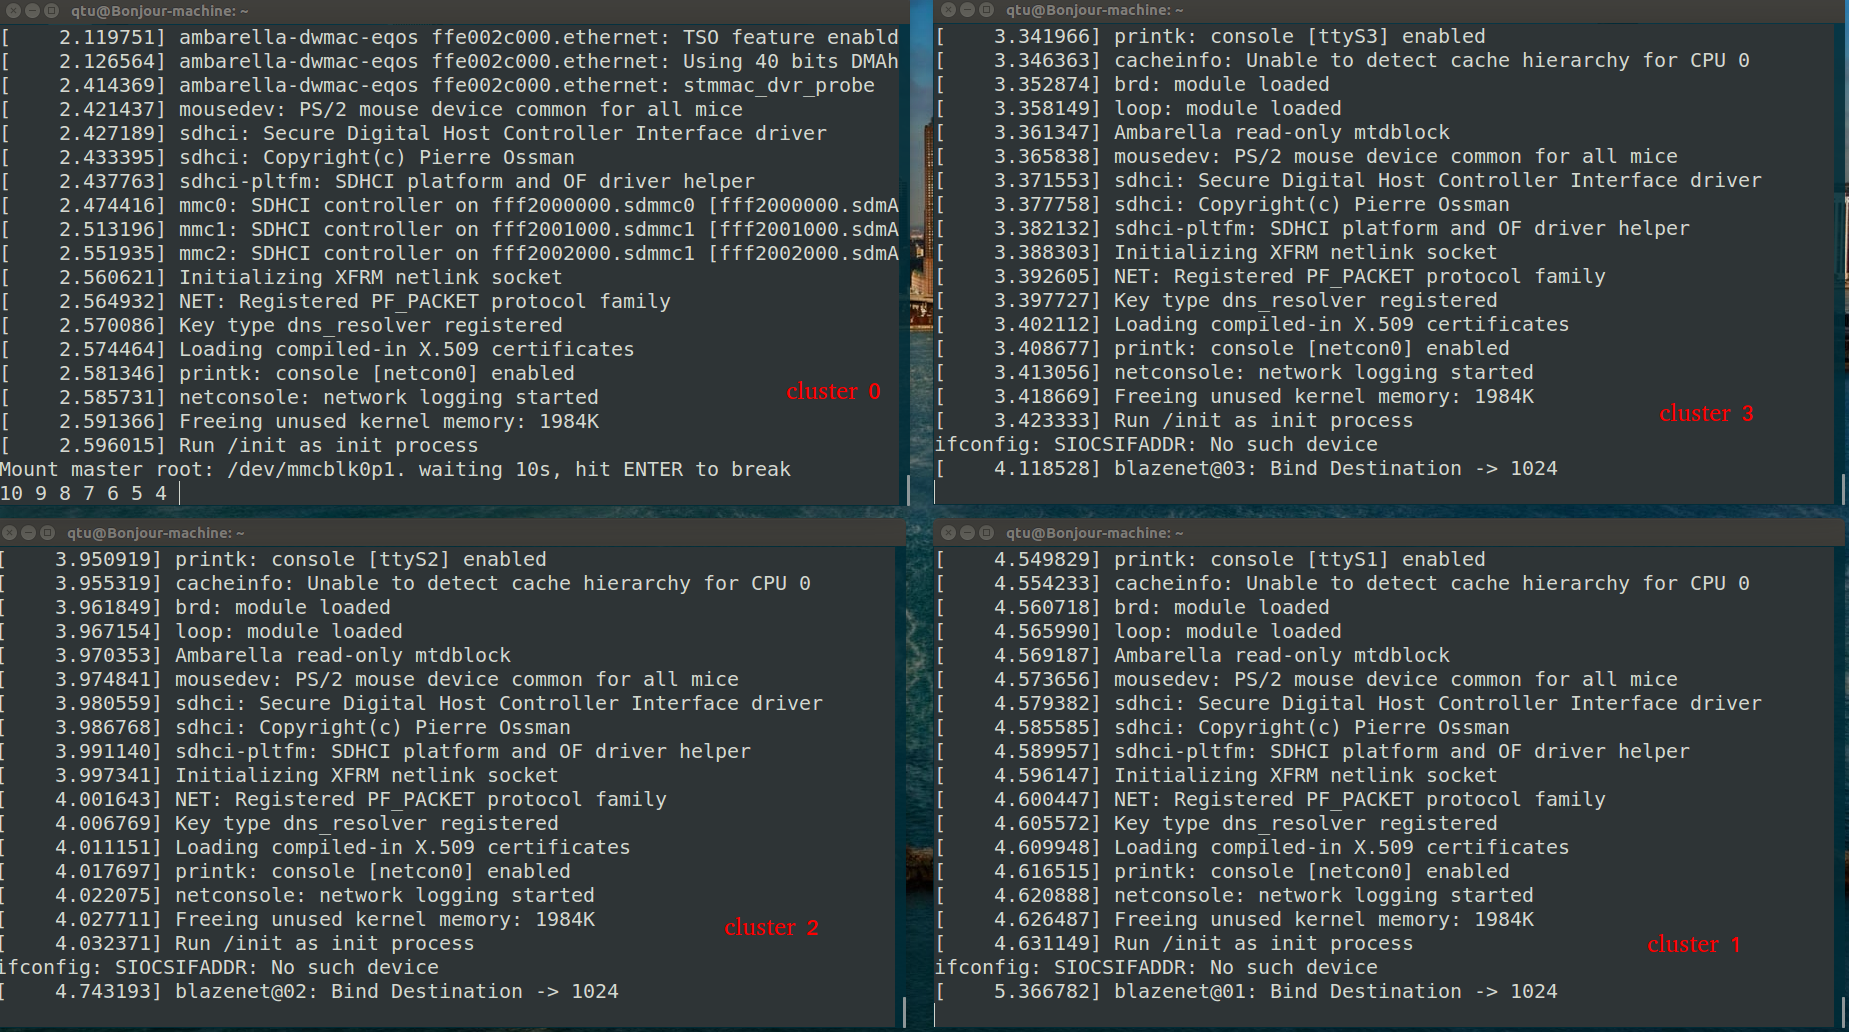 qtu@Bonjour-machine: ~
[    2.119751] ambarella-dwmac-eqos ffe002c000.ethernet: TSO feature enabld
[    2.126564] ambarella-dwmac-eqos ffe002c000.ethernet: Using 40 bits DMAh
[    2.414369] ambarella-dwmac-eqos ffe002c000.ethernet: stmmac_dvr_probe
[    2.421437] mousedev: PS/2 mouse device common for all mice
[    2.427189] sdhci: Secure Digital Host Controller Interface driver
[    2.433395] sdhci: Copyright(c) Pierre Ossman
[    2.437763] sdhci-pltfm: SDHCI platform and OF driver helper
[    2.474416] mmc0: SDHCI controller on fff2000000.sdmmc0 [fff2000000.sdmA
[    2.513196] mmc1: SDHCI controller on fff2001000.sdmmc1 [fff2001000.sdmA
[    2.551935] mmc2: SDHCI controller on fff2002000.sdmmc1 [fff2002000.sdmA
[    2.560621] Initializing XFRM netlink socket
[    2.564932] NET: Registered PF_PACKET protocol family
[    2.570086] Key type dns_resolver registered
[    2.574464] Loading compiled-in X.509 certificates
[    2.581346] printk: console [netcon0] enabled
cluster 0
[    2.585731] netconsole: network logging started
[    2.591366] Freeing unused kernel memory: 1984K
[    2.596015] Run /init as init process
Mount master root: /dev/mmcblk0p1. waiting 10s, hit ENTER to break
10 9 8 7 6 5 4
qtu@Bonjour-machine: ~
[    3.341966] printk: console [ttyS3] enabled
[    3.346363] cacheinfo: Unable to detect cache hierarchy for CPU 0
[    3.352874] brd: module loaded
[    3.358149] loop: module loaded
[    3.361347] Ambarella read-only mtdblock
[    3.365838] mousedev: PS/2 mouse device common for all mice
[    3.371553] sdhci: Secure Digital Host Controller Interface driver
[    3.377758] sdhci: Copyright(c) Pierre Ossman
[    3.382132] sdhci-pltfm: SDHCI platform and OF driver helper
[    3.388303] Initializing XFRM netlink socket
[    3.392605] NET: Registered PF_PACKET protocol family
[    3.397727] Key type dns_resolver registered
[    3.402112] Loading compiled-in X.509 certificates
[    3.408677] printk: console [netcon0] enabled
[    3.413056] netconsole: network logging started
[    3.418669] Freeing unused kernel memory: 1984K
cluster 3
[    3.423333] Run /init as init process
ifconfig: SIOCSIFADDR: No such device
[    4.118528] blazenet@03: Bind Destination -> 1024
qtu@Bonjour-machine: ~
[    3.950919] printk: console [ttyS2] enabled
[    3.955319] cacheinfo: Unable to detect cache hierarchy for CPU 0
[    3.961849] brd: module loaded
[    3.967154] loop: module loaded
[    3.970353] Ambarella read-only mtdblock
[    3.974841] mousedev: PS/2 mouse device common for all mice
[    3.980559] sdhci: Secure Digital Host Controller Interface driver
[    3.986768] sdhci: Copyright(c) Pierre Ossman
[    3.991140] sdhci-pltfm: SDHCI platform and OF driver helper
[    3.997341] Initializing XFRM netlink socket
[    4.001643] NET: Registered PF_PACKET protocol family
[    4.006769] Key type dns_resolver registered
[    4.011151] Loading compiled-in X.509 certificates
[    4.017697] printk: console [netcon0] enabled
[    4.022075] netconsole: network logging started
[    4.027711] Freeing unused kernel memory: 1984K
cluster 2
[    4.032371] Run /init as init process
ifconfig: SIOCSIFADDR: No such device
[    4.743193] blazenet@02: Bind Destination -> 1024
qtu@Bonjour-machine: ~
[    4.549829] printk: console [ttyS1] enabled
[    4.554233] cacheinfo: Unable to detect cache hierarchy for CPU 0
[    4.560718] brd: module loaded
[    4.565990] loop: module loaded
[    4.569187] Ambarella read-only mtdblock
[    4.573656] mousedev: PS/2 mouse device common for all mice
[    4.579382] sdhci: Secure Digital Host Controller Interface driver
[    4.585585] sdhci: Copyright(c) Pierre Ossman
[    4.589957] sdhci-pltfm: SDHCI platform and OF driver helper
[    4.596147] Initializing XFRM netlink socket
[    4.600447] NET: Registered PF_PACKET protocol family
[    4.605572] Key type dns_resolver registered
[    4.609948] Loading compiled-in X.509 certificates
[    4.616515] printk: console [netcon0] enabled
[    4.620888] netconsole: network logging started
[    4.626487] Freeing unused kernel memory: 1984K
[    4.631149] Run /init as init process
cluster 1
ifconfig: SIOCSIFADDR: No such device
[    5.366782] blazenet@01: Bind Destination -> 1024